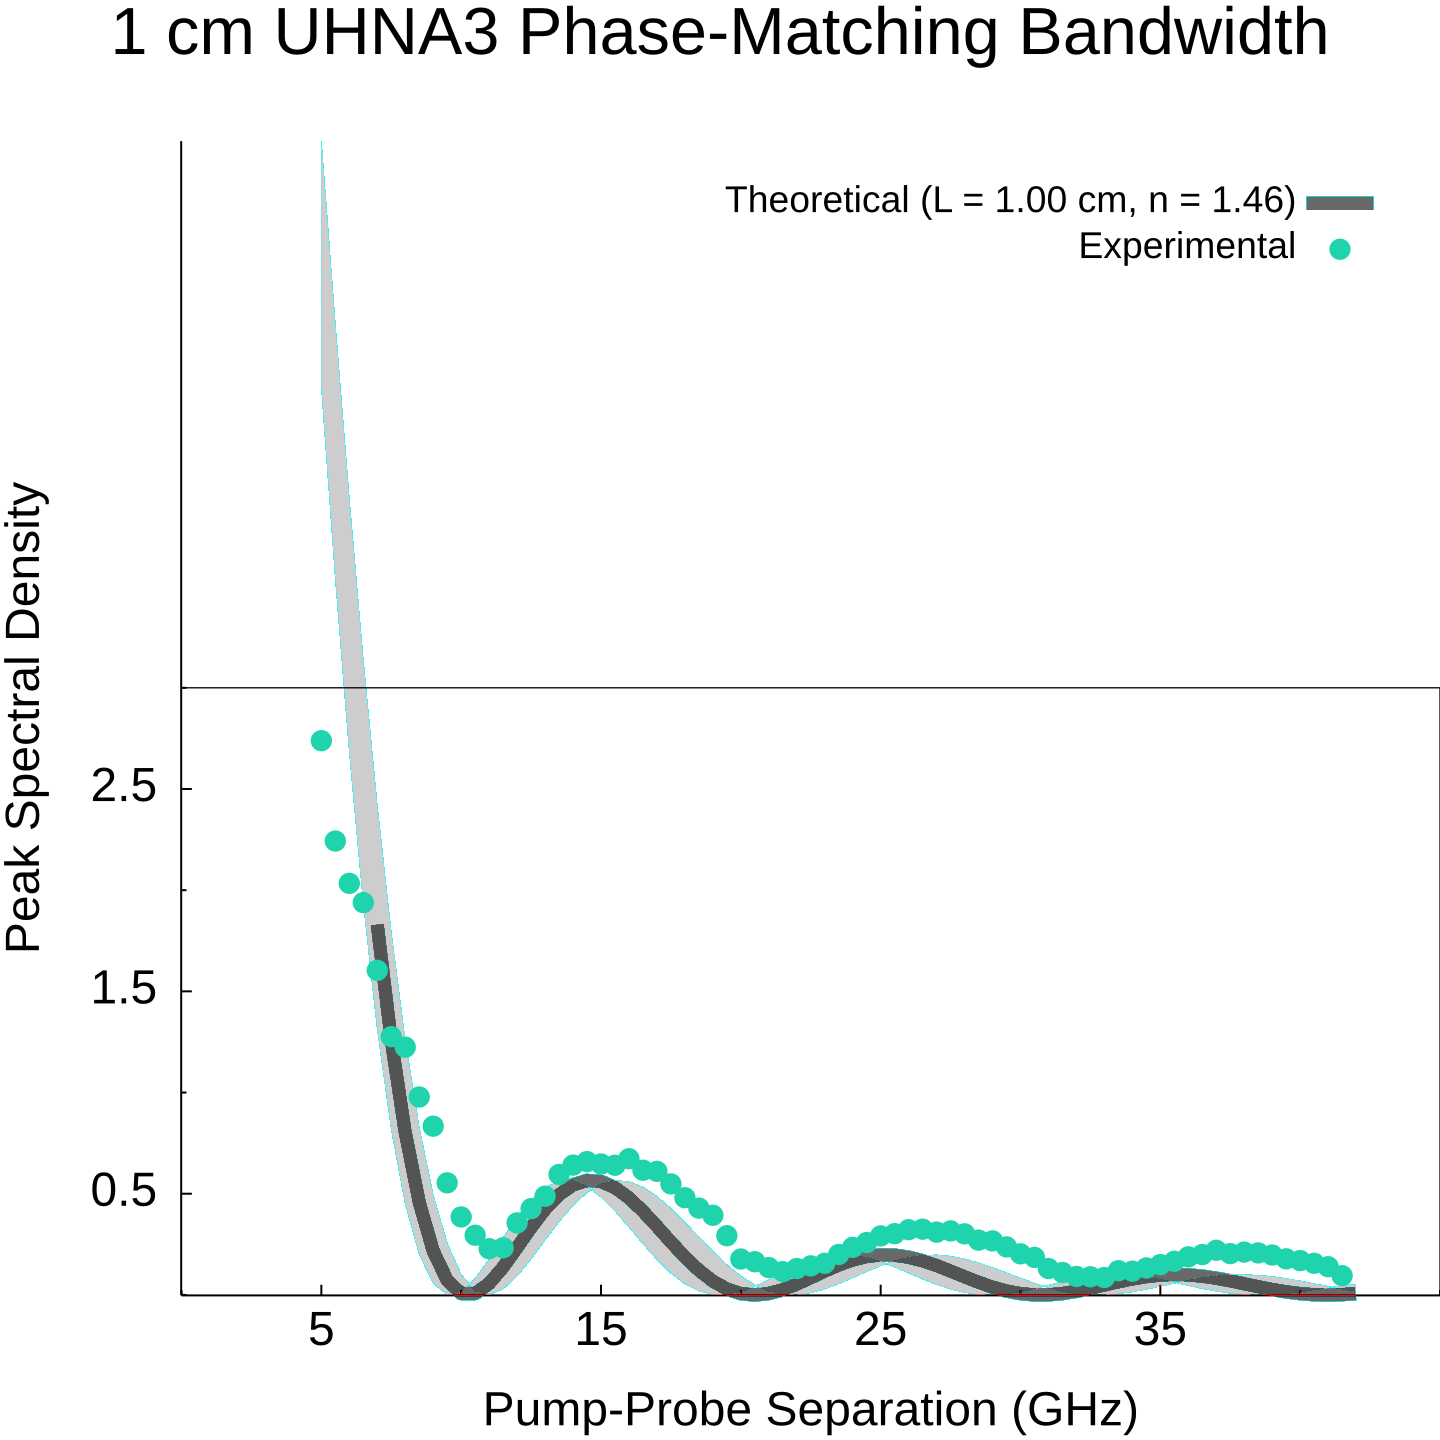 1 cm UHNA3 Phase-Matching Bandwidth
Theoretical (L = 1.00 cm, n = 1.46)
Experimental
Peak Spectral Density
2.5
1.5
0.5
5 15 25 35
Pump-Probe Separation (GHz)